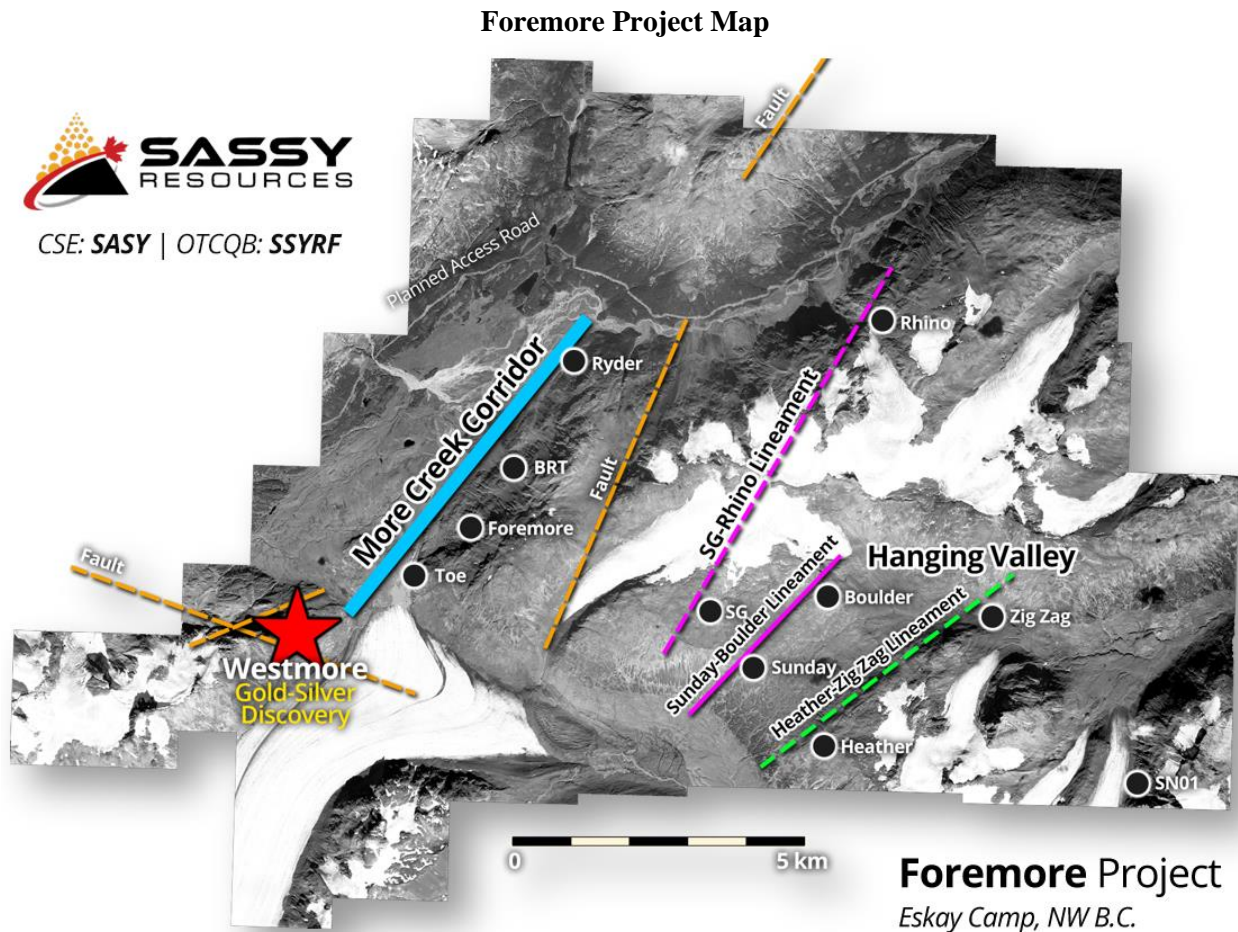 Foremore Project Map
SASSY
RESOURCES
CSE: SASY | OTCQB: SSYRF
Fault
Planned Access Road
Rhino
Ryder
More Creek Corridor
BRT
Fault
SG-Rhino Lineament
Foremore
Hanging Valley
Fault
Toe
Boulder
SG
Zig Zag
Sunday-Boulder Lineament
Heather-Zig Zag Lineament
Westmore
Gold-Silver
Discovery
Sunday
Heather
SN01
0
5 km
Foremore Project
Eskay Camp, NW B.C.